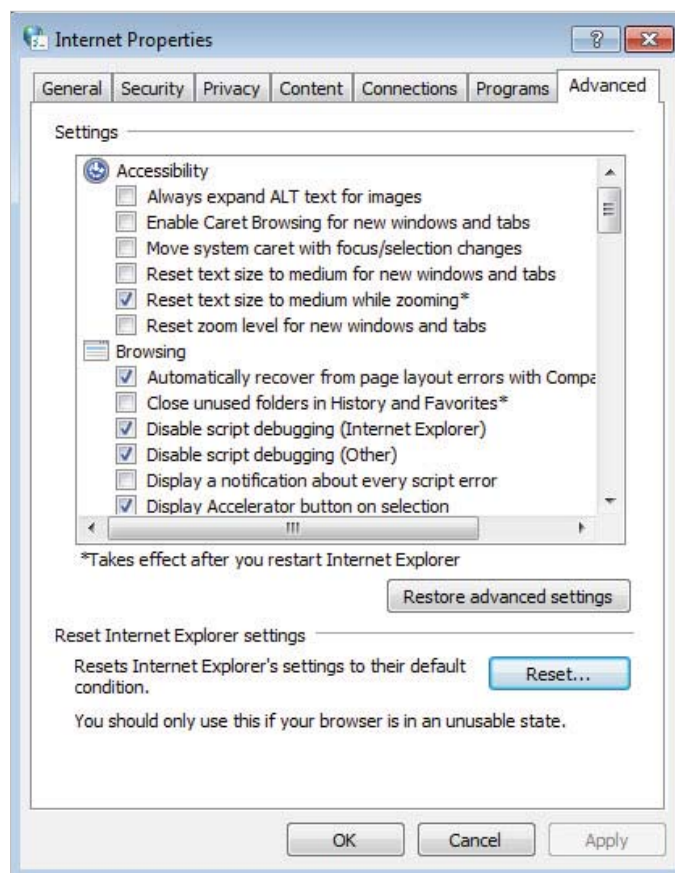 Internet Properties
General Security Privacy Content Connections Programs Advanced
Settings
Accessibility
Always expand ALT text for images
Enable Caret Browsing for new windows and tabs
Move system caret with focus/selection changes
Reset text size to medium for new windows and tabs
Reset text size to medium while zooming*
Reset zoom level for new windows and tabs
Browsing
Automatically recover from page layout errors with Compa
Close unused folders in History and Favorites*
Disable script debugging (Internet Explorer)
Disable script debugging (Other)
Display a notification about every script error
Display Accelerator button on selection
*Takes effect after you restart Internet Explorer
Restore advanced settings
Reset Internet Explorer settings
Resets Internet Explorer's settings to their default
condition.
Reset...
You should only use this if your browser is in an unusable state.
OK Cancel Apply